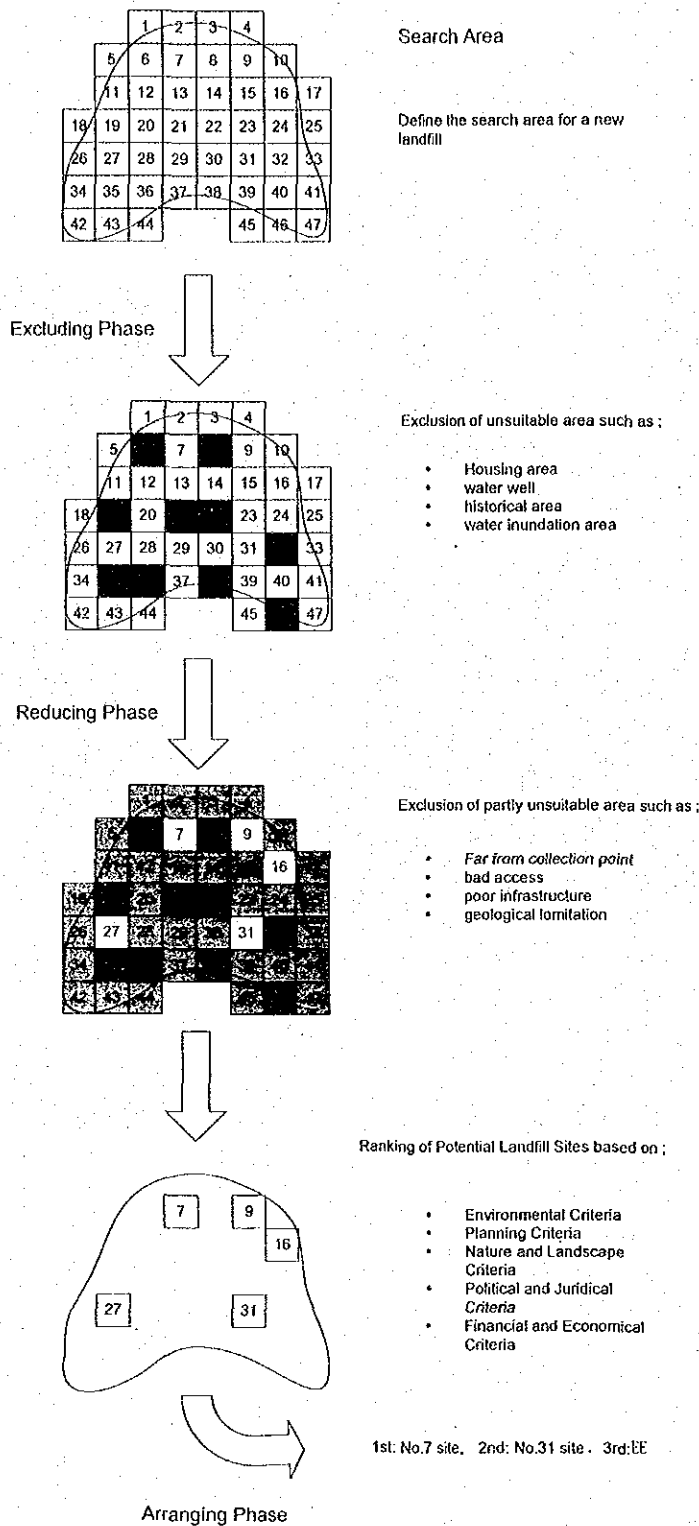 1 2 3 4
Search Area
5 6 7 8 9 10
11 12 13 14 15 16 17
18 19 20 21 22 23 24 25
Define the search area for a new
landfill
26 27 28 29 30 31 32 33
34 35 36 37 38 39 40 41
42 43 44 45 46 47
Excluding Phase
1 2 3 4
Exclusion of unsuitable area such as ;
5 7 9 10
11 12 13 14 15 16 17
• Housing area
• water well
• historical area
• water inundation area
18 20 23 24 25
26 27 28 29 30 31 33
34 37 39 40 41
42 43 44 45 47
Reducing Phase
Exclusion of partly unsuitable area such as ;
7 9
16
• Far from collection point
• bad access
• poor infrastructure
• geological lomitation
27 31
Ranking of Potential Landfill Sites based on ;
7 9
16
27 31
• Environmental Criteria
• Planning Criteria
• Nature and Landscape
Criteria
• Political and Juridical
Criteria
• Financial and Economical
Criteria
1st: No.7 site, 2nd: No.31 site . 3rd:EE
Arranging Phase